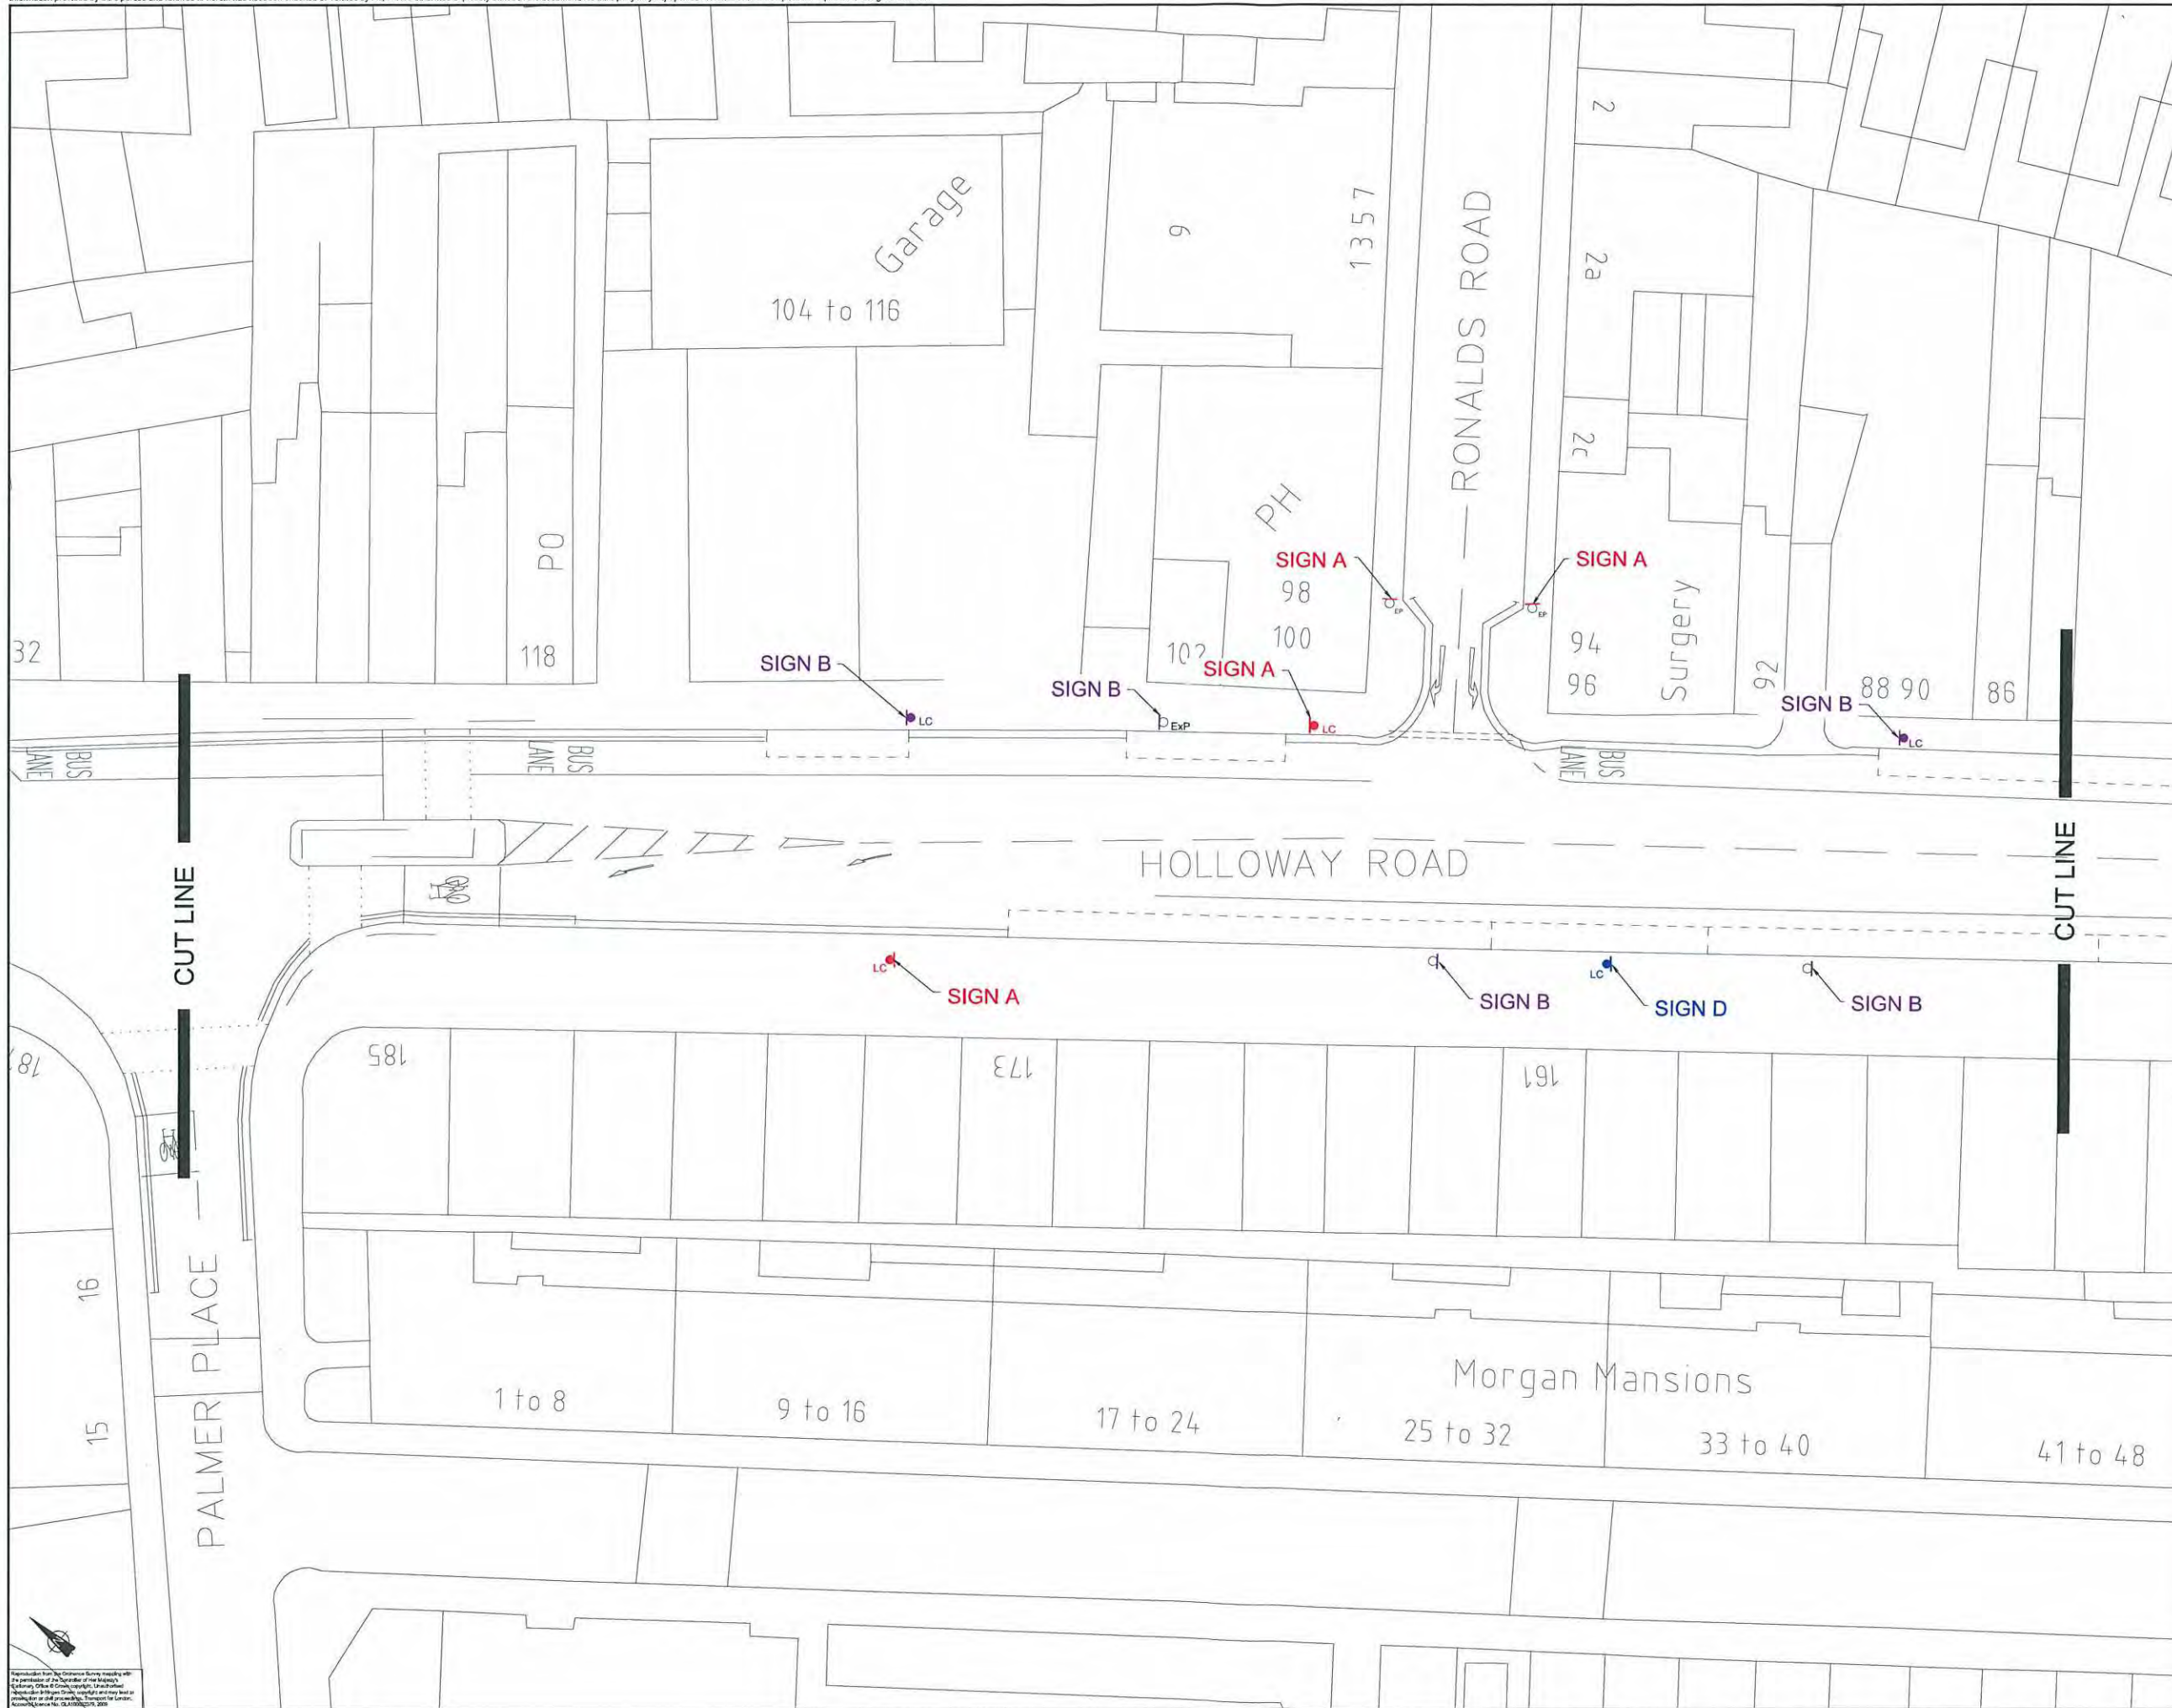 Garage
104 to 116
6
1357
RONALDS ROAD
2
2a
2c
PO
PH
SIGN A
SIGN A
98
100
102
SIGN A
94
96
Surgery
92
88 90
86
32
118
SIGN B
LC
SIGN B
ExP
LC
EP
EP
SIGN B
LC
BUS
LANE
BUS
LANE
BUS
LANE
CUT LINE
HOLLOWAY ROAD
CUT LINE
LC
SIGN A
SIGN B
LC
SIGN D
SIGN B
185
173
161
16
15
PALMER PLACE
1 to 8
9 to 16
17 to 24
Morgan Mansions
25 to 32
33 to 40
41 to 48